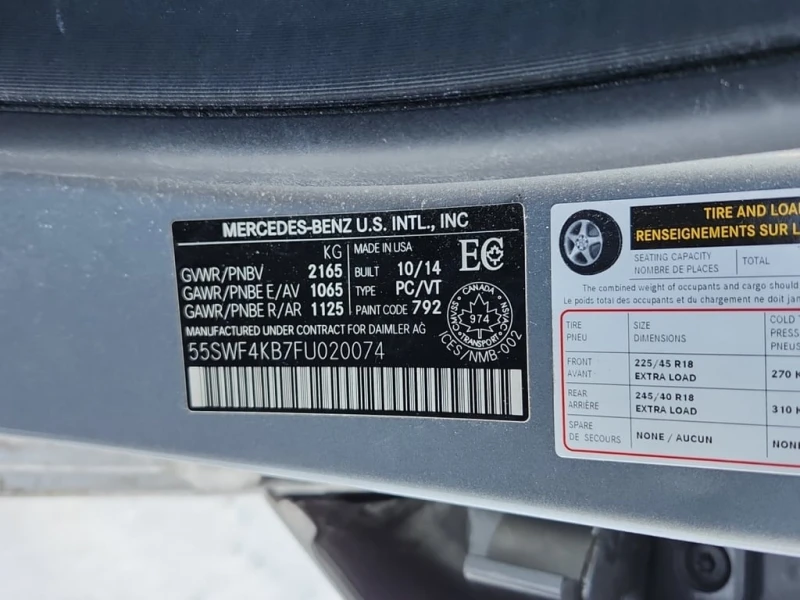 MERCEDES-BENZ U.S. INTL., INC
KG MADE IN USA EC
GVWR/PNBV 2165 BUILT 10/14
GAWR/PNBE E/AV 1065 TYPE PC/VT
GAWR/PNBE R/AR 1125 PAINT CODE 792
MANUFACTURED UNDER CONTRACT FOR DAIMLER AG
55SWF4KB7FU020074
CANADA
CMVSS 974 NSVAC
TRANSPORT
ICES/NMB-002
TIRE AND LOA
RENSEIGNEMENTS SUR L
SEATING CAPACITY TOTAL
NOMBRE DE PLACES
The combined weight of occupants and cargo should
Le poids total des occupants et du chargement ne doit jan
TIRE SIZE COLD T
PNEU DIMENSIONS PRESS
FRONT 225/45 R18 270 K
AVANT EXTRA LOAD
REAR 245/40 R18 310 K
ARRIÈRE EXTRA LOAD
SPARE NONE / AUCUN NONE
DE SECOURS